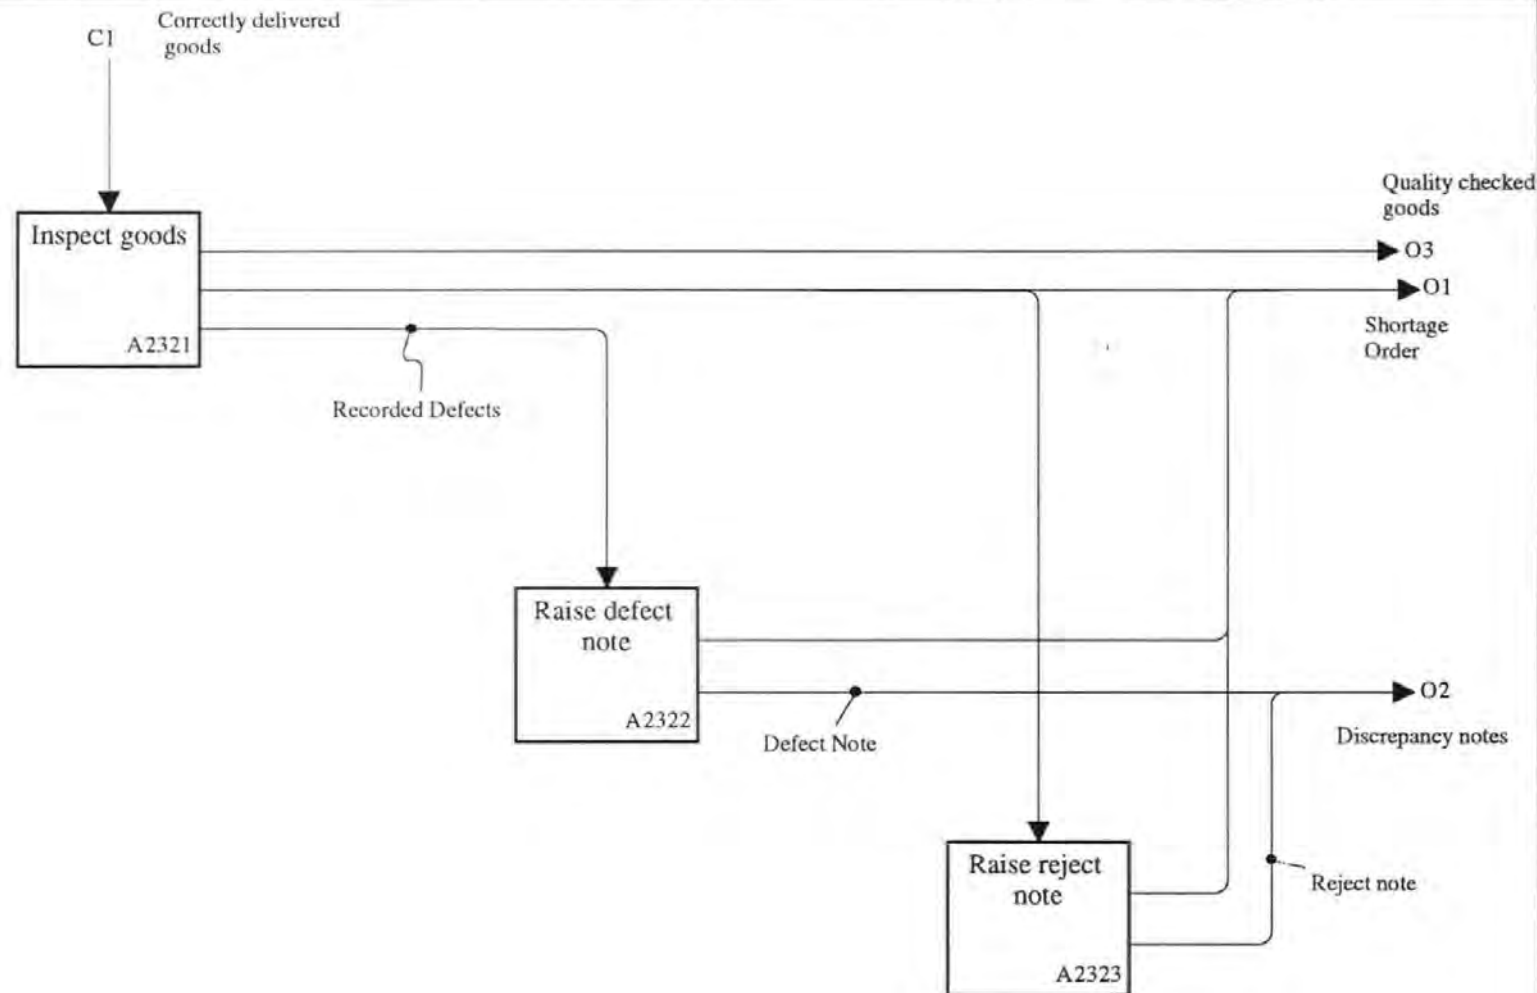 C1
Correctly delivered
goods
Quality checked
goods
Inspect goods
O3
O1
A2321
Shortage
Order
Recorded Defects
Raise defect
note
O2
A2322
Defect Note
Discrepancy notes
Raise reject
note
Reject note
A2323